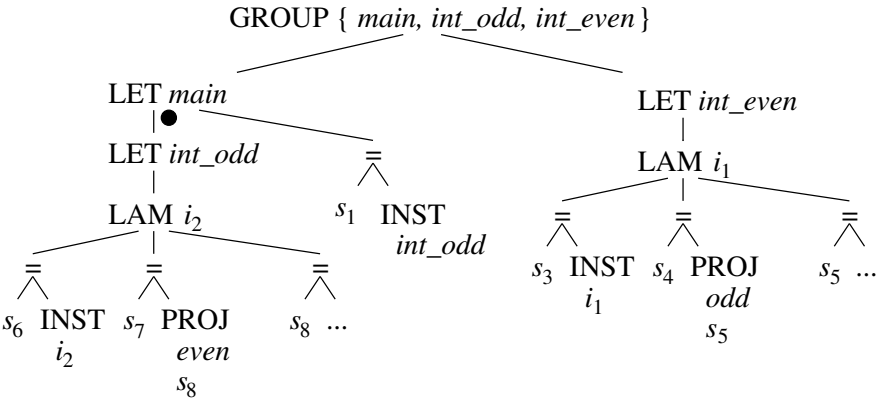 GROUP { main, int_odd, int_even }
LET main
LET int_even
LET int_odd
=
LAM i1
LAM i2
s1 INST
int_odd
= = =
s3 INST
i1
s4 PROJ
odd
s5
s5 ...
= = =
s6 INST
i2
s7 PROJ
even
s8
s8 ...